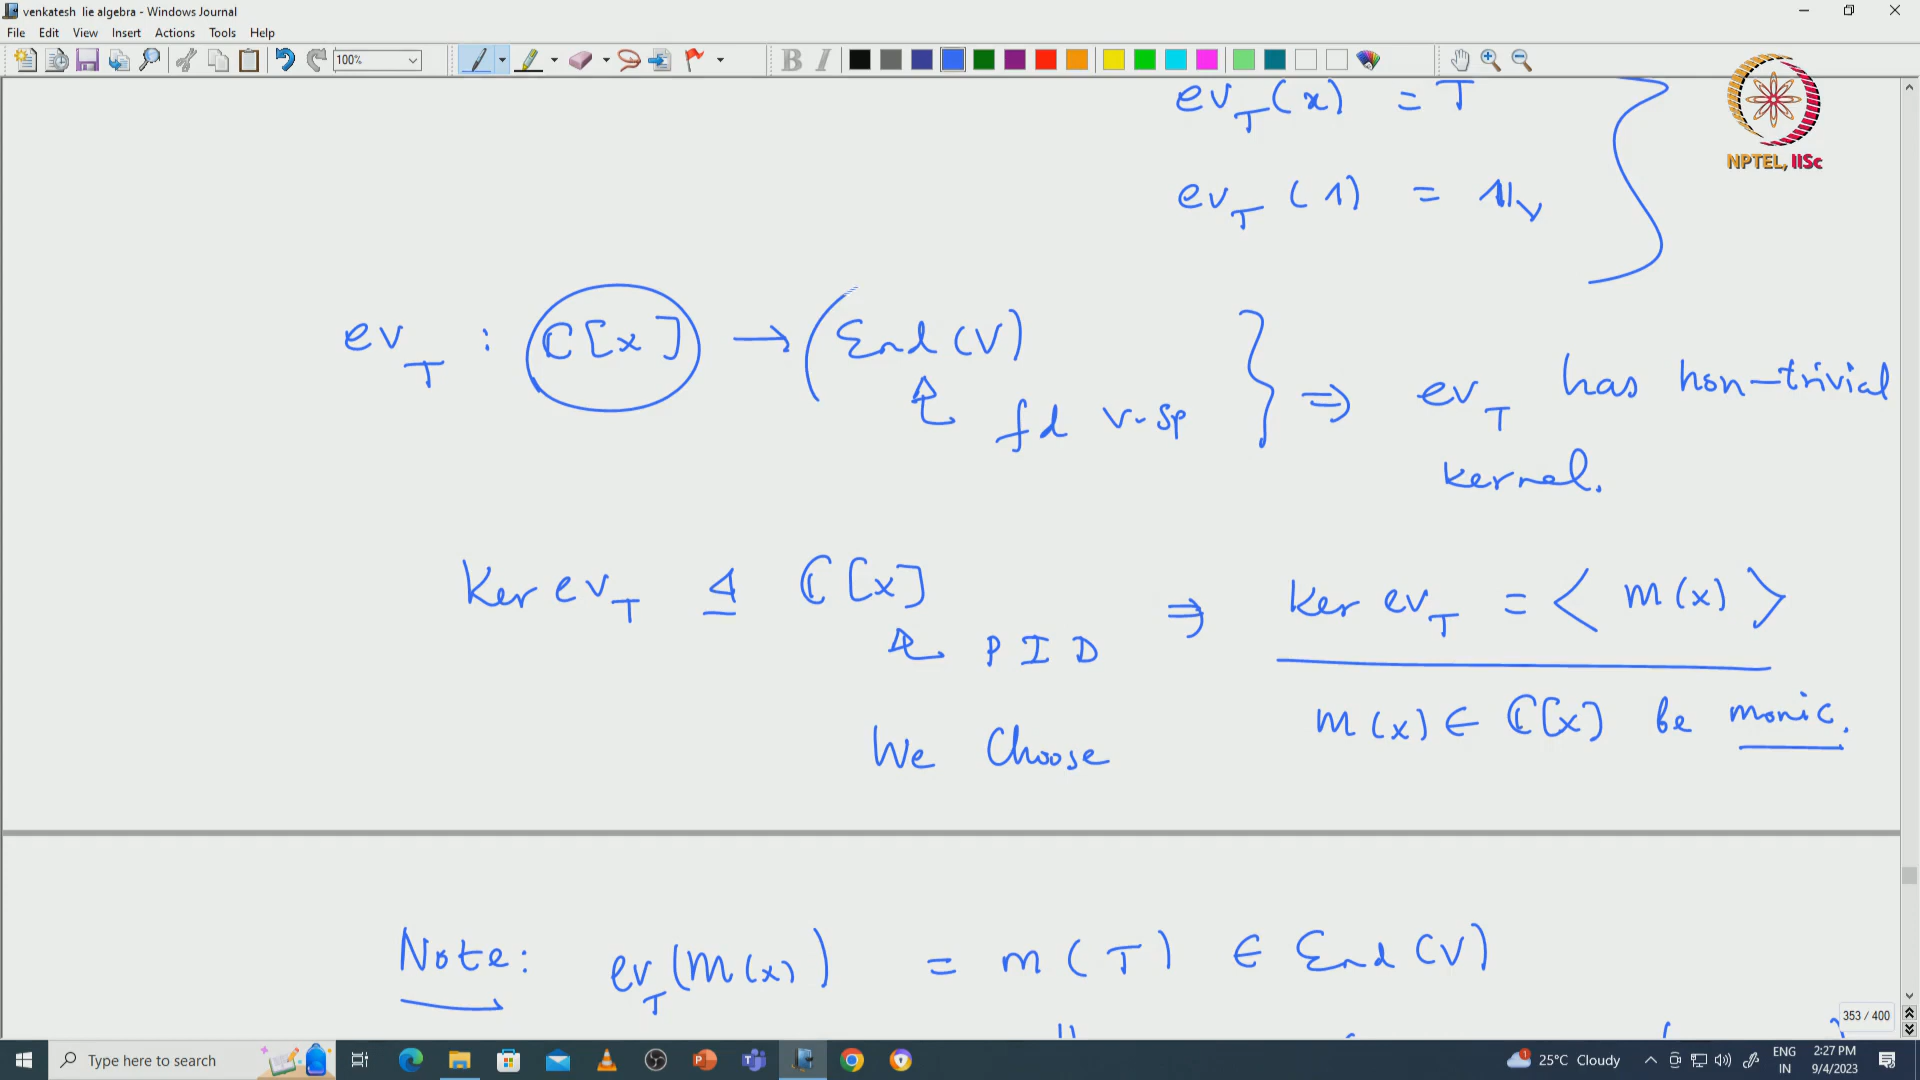 venkatesh lie algebra - Windows Journal
File Edit View Insert Actions Tools Help
100%
B I
NPTEL, IISc
ev_T(x) = T
ev_T(1) = 𝟙_V
ev_T : ℂ[x] → (End(V)
fd v-sp
⇒ ev_T has non-trivial
kernel.
Ker ev_T ⊴ ℂ[x]
PID
⇒ Ker ev_T = < m(x) >
We Choose m(x) ∈ ℂ[x] be monic.
Note: ev_T(m(x)) = m(T) ∈ End(V)
353 / 400
Type here to search
25°C Cloudy
ENG
IN
2:27 PM
9/4/2023